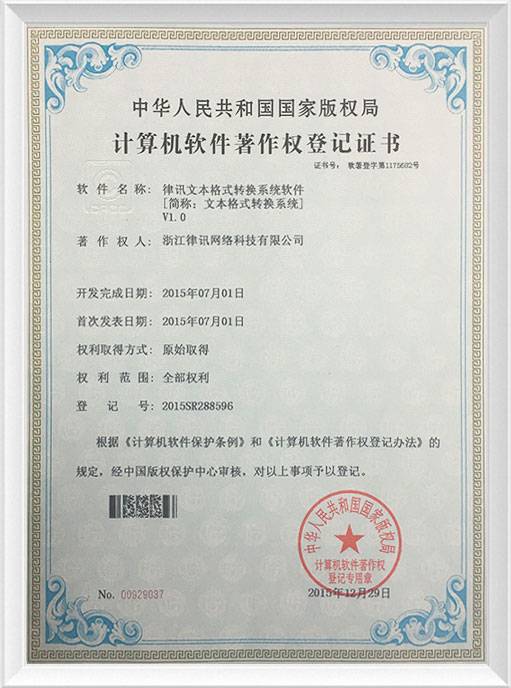 中华人民共和国国家版权局
计算机软件著作权登记证书
证书号： 软著登字第1175682号
软件名称： 律讯文本格式转换系统软件
[简称：文本格式转换系统]
V1.0
著作权人： 浙江律讯网络科技有限公司
开发完成日期： 2015年07月01日
首次发表日期： 2015年07月01日
权利取得方式： 原始取得
权利范围： 全部权利
登记号： 2015SR288596
根据《计算机软件保护条例》和《计算机软件著作权登记办法》的
规定，经中国版权保护中心审核，对以上事项予以登记。
中华人民共和国国家版权局
计算机软件著作权
登记专用章
No. 00929037
2015年12月29日